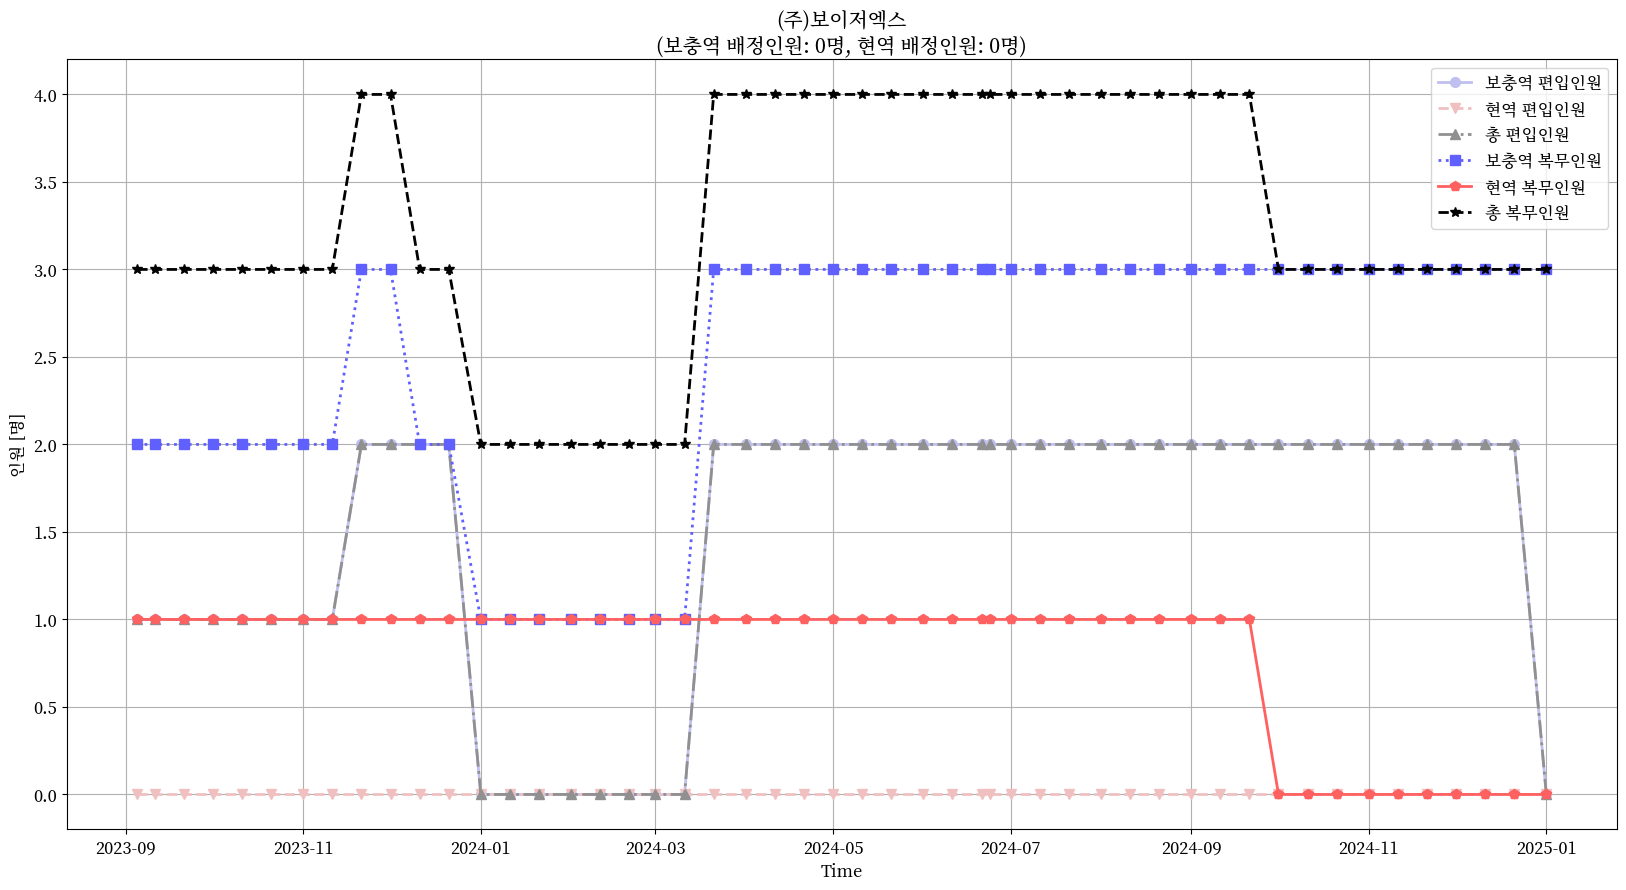 (주)보이저엑스
(보충역 배정인원: 0명, 현역 배정인원: 0명)
보충역 편입인원
현역 편입인원
총 편입인원
보충역 복무인원
현역 복무인원
총 복무인원
인원 [명]
4.0
3.5
3.0
2.5
2.0
1.5
1.0
0.5
0.0
2023-09
2023-11
2024-01
2024-03
2024-05
2024-07
2024-09
2024-11
2025-01
Time